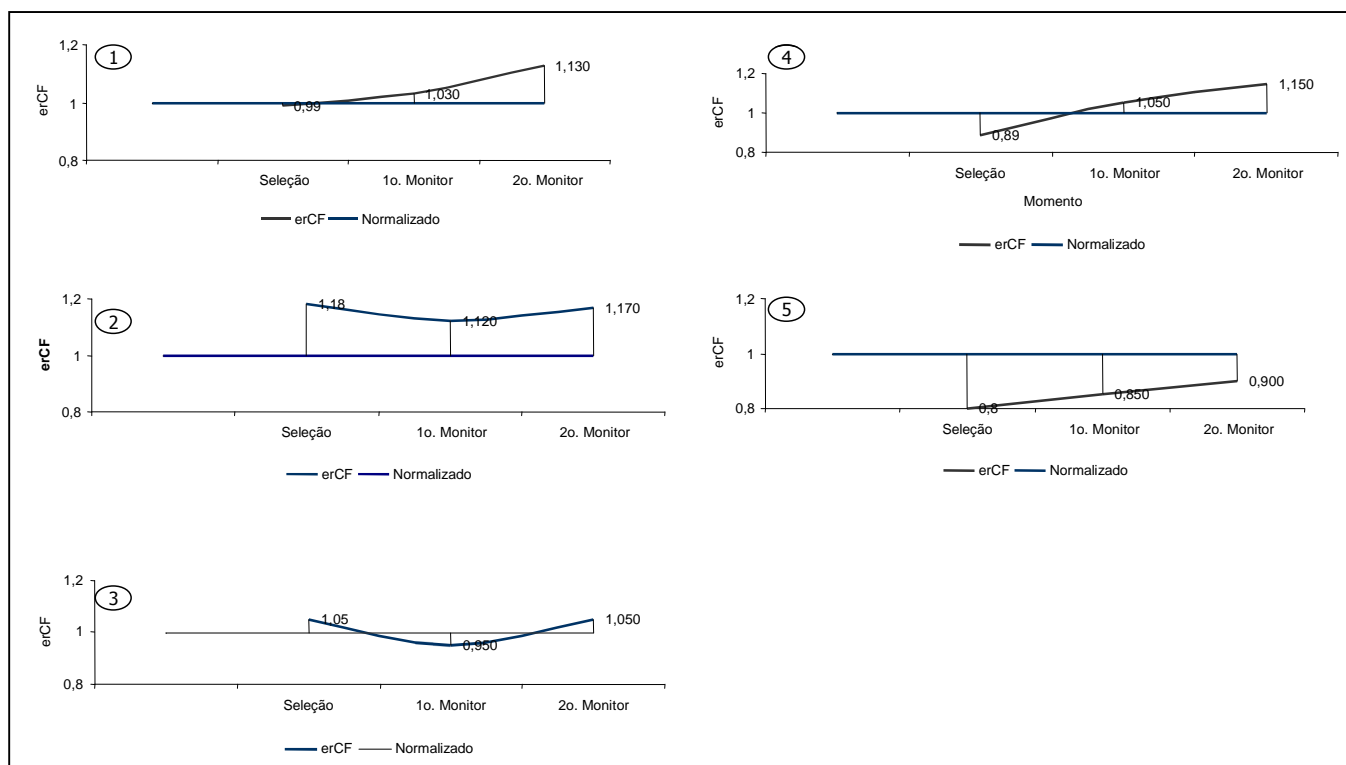 1
1,2
1
0,8
erCF
0,99
1,030
1,130
Seleção 1o. Monitor 2o. Monitor
erCF Normalizado
2
1,2
1
0,8
erCF
1,18
1,120
1,170
Seleção 1o. Monitor 2o. Monitor
erCF Normalizado
3
1,2
1
0,8
erCF
1,05
0,950
1,050
Seleção 1o. Monitor 2o. Monitor
erCF Normalizado
4
1,2
1
0,8
erCF
0,89
1,050
1,150
Seleção 1o. Monitor 2o. Monitor
Momento
erCF Normalizado
5
1,2
1
0,8
erCF
0,8
0,850
0,900
Seleção 1o. Monitor 2o. Monitor
erCF Normalizado